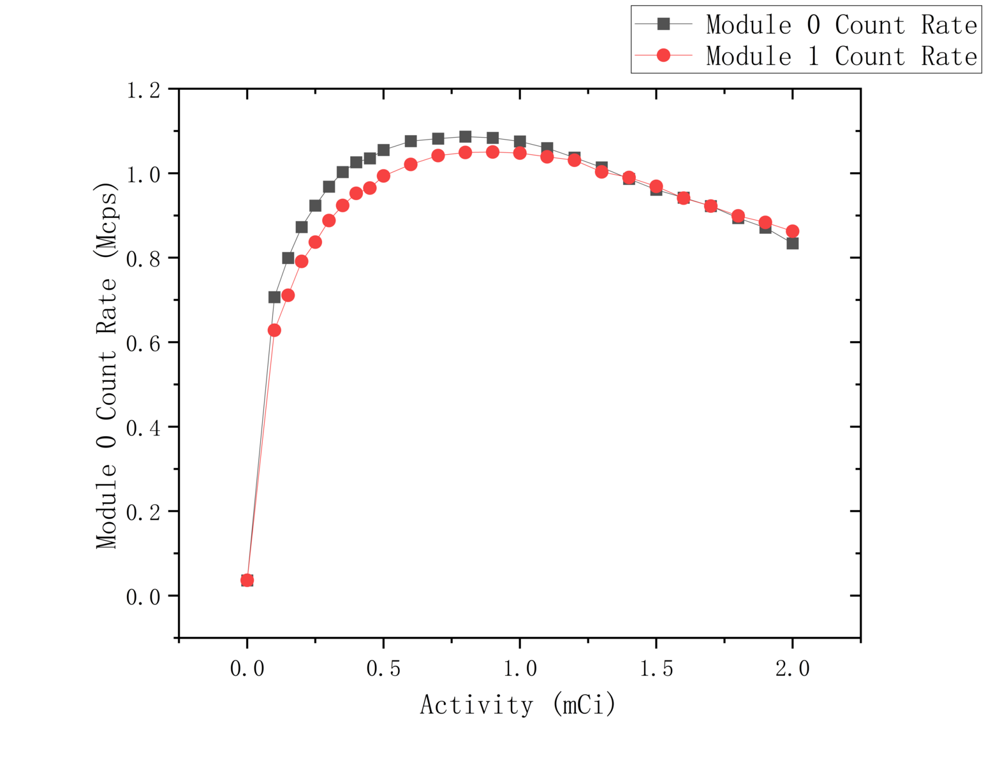 Module 0 Count Rate
Module 1 Count Rate
Module 0 Count Rate (Mcps)
1.2
1.0
0.8
0.6
0.4
0.2
0.0
0.0 0.5 1.0 1.5 2.0
Activity (mCi)